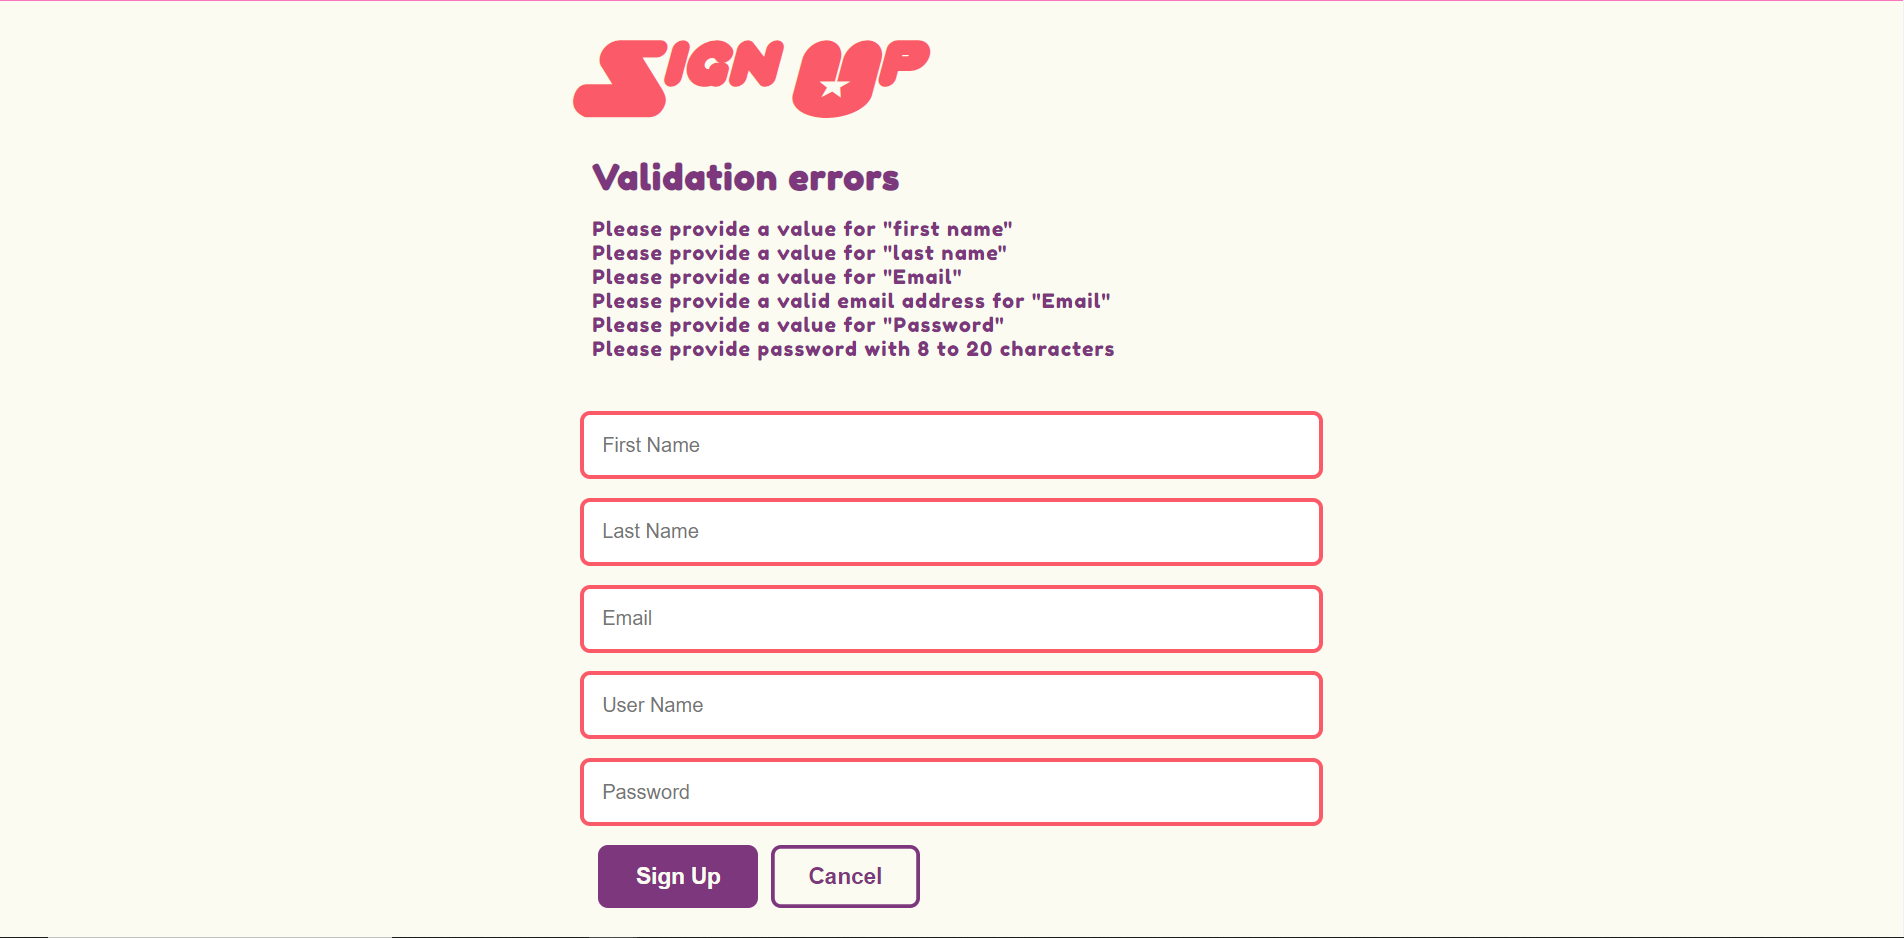 Sign Up
Validation errors
Please provide a value for "first name"
Please provide a value for "last name"
Please provide a value for "Email"
Please provide a valid email address for "Email"
Please provide a value for "Password"
Please provide password with 8 to 20 characters
First Name
Last Name
Email
User Name
Password
Sign Up Cancel